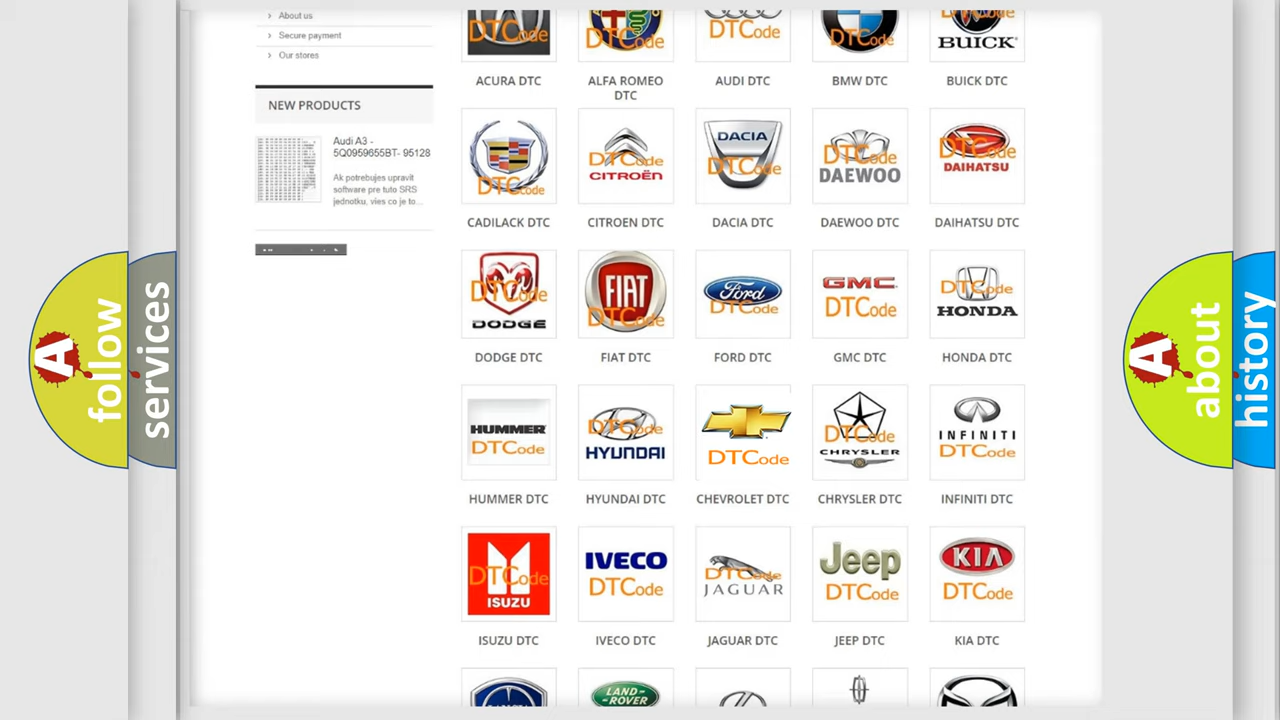 About us
Secure payment
Our stores
NEW PRODUCTS
Audi A3 -
5Q0959655BT- 95128
Ak potrebujes upravit
software pre tuto SRS
jednotku, vies co je to...
DTCode
DTCode
DTCode
DTCode
DTCode
BUICK
ACURA DTC
ALFA ROMEO
DTC
AUDI DTC
BMW DTC
BUICK DTC
DTCode
DTCode
CITROËN
DACIA
DTCode
DTCode
DAEWOO
DTCode
DAIHATSU
CADILACK DTC
CITROEN DTC
DACIA DTC
DAEWOO DTC
DAIHATSU DTC
DTCode
DODGE
FIAT
DTCode
Ford
DTCode
GMC
DTCode
DTCode
HONDA
DODGE DTC
FIAT DTC
FORD DTC
GMC DTC
HONDA DTC
HUMMER
DTCode
DTCode
HYUNDAI
DTCode
DTCode
CHRYSLER
INFINITI
DTCode
HUMMER DTC
HYUNDAI DTC
CHEVROLET DTC
CHRYSLER DTC
INFINITI DTC
DTCode
ISUZU
IVECO
DTCode
DTCode
JAGUAR
Jeep
DTCode
KIA
DTCode
ISUZU DTC
IVECO DTC
JAGUAR DTC
JEEP DTC
KIA DTC
LAND-
ROVER
A
follow
services
A
about
history